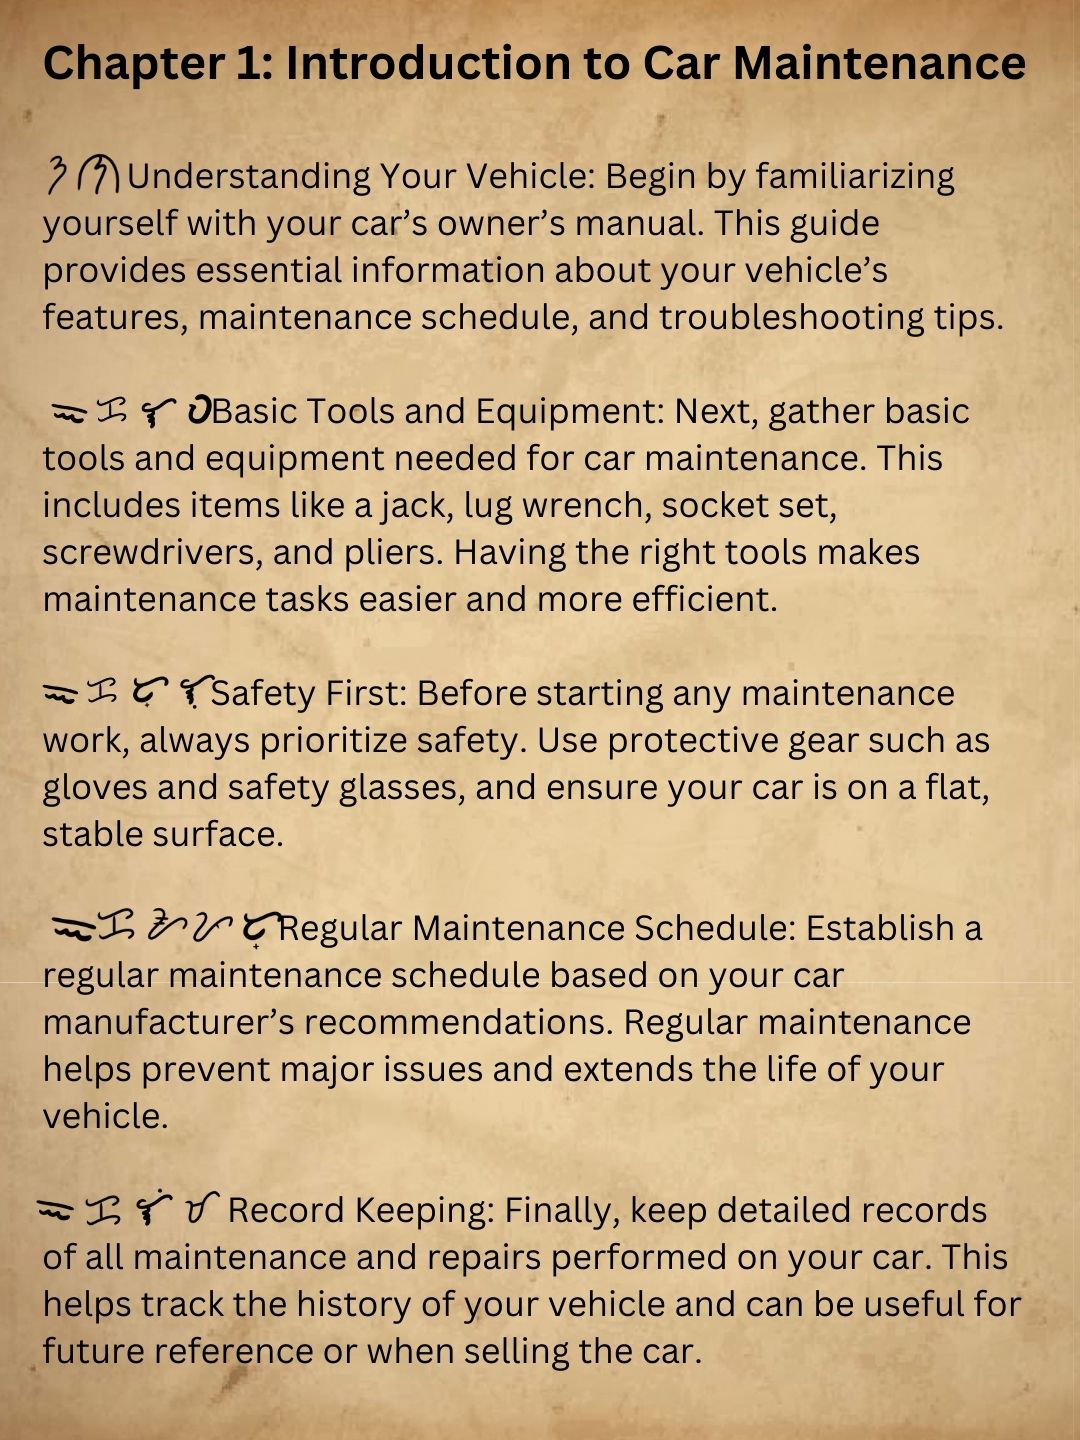 Chapter 1: Introduction to Car Maintenance
ᜂᜈ Understanding Your Vehicle: Begin by familiarizing
yourself with your car’s owner’s manual. This guide
provides essential information about your vehicle’s
features, maintenance schedule, and troubleshooting tips.
ᜁᜃᜎᜏ Basic Tools and Equipment: Next, gather basic
tools and equipment needed for car maintenance. This
includes items like a jack, lug wrench, socket set,
screwdrivers, and pliers. Having the right tools makes
maintenance tasks easier and more efficient.
ᜁᜃᜆ᜔ᜎᜓ Safety First: Before starting any maintenance
work, always prioritize safety. Use protective gear such as
gloves and safety glasses, and ensure your car is on a flat,
stable surface.
ᜁᜃᜀᜉᜆ᜔ Regular Maintenance Schedule: Establish a
regular maintenance schedule based on your car
manufacturer’s recommendations. Regular maintenance
helps prevent major issues and extends the life of your
vehicle.
ᜁᜃᜎᜒᜋ Record Keeping: Finally, keep detailed records
of all maintenance and repairs performed on your car. This
helps track the history of your vehicle and can be useful for
future reference or when selling the car.